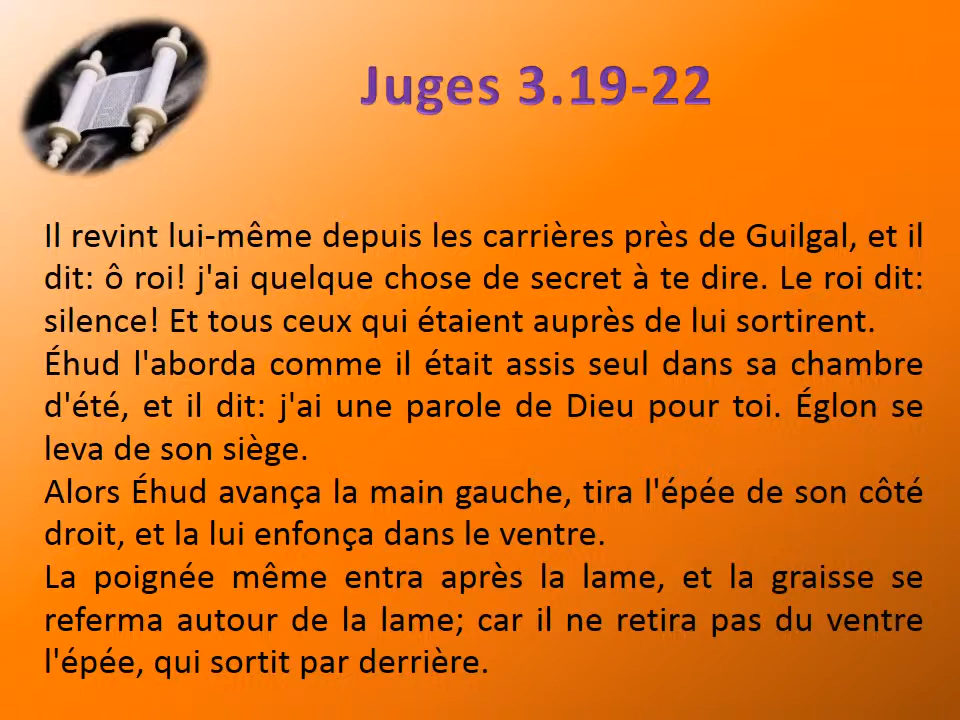 Juges 3.19-22
Il revint lui-même depuis les carrières près de Guilgal, et il
dit: ô roi! j'ai quelque chose de secret à te dire. Le roi dit:
silence! Et tous ceux qui étaient auprès de lui sortirent.
Éhud l'aborda comme il était assis seul dans sa chambre
d'été, et il dit: j'ai une parole de Dieu pour toi. Églon se
leva de son siège.
Alors Éhud avança la main gauche, tira l'épée de son côté
droit, et la lui enfonça dans le ventre.
La poignée même entra après la lame, et la graisse se
referma autour de la lame; car il ne retira pas du ventre
l'épée, qui sortit par derrière.